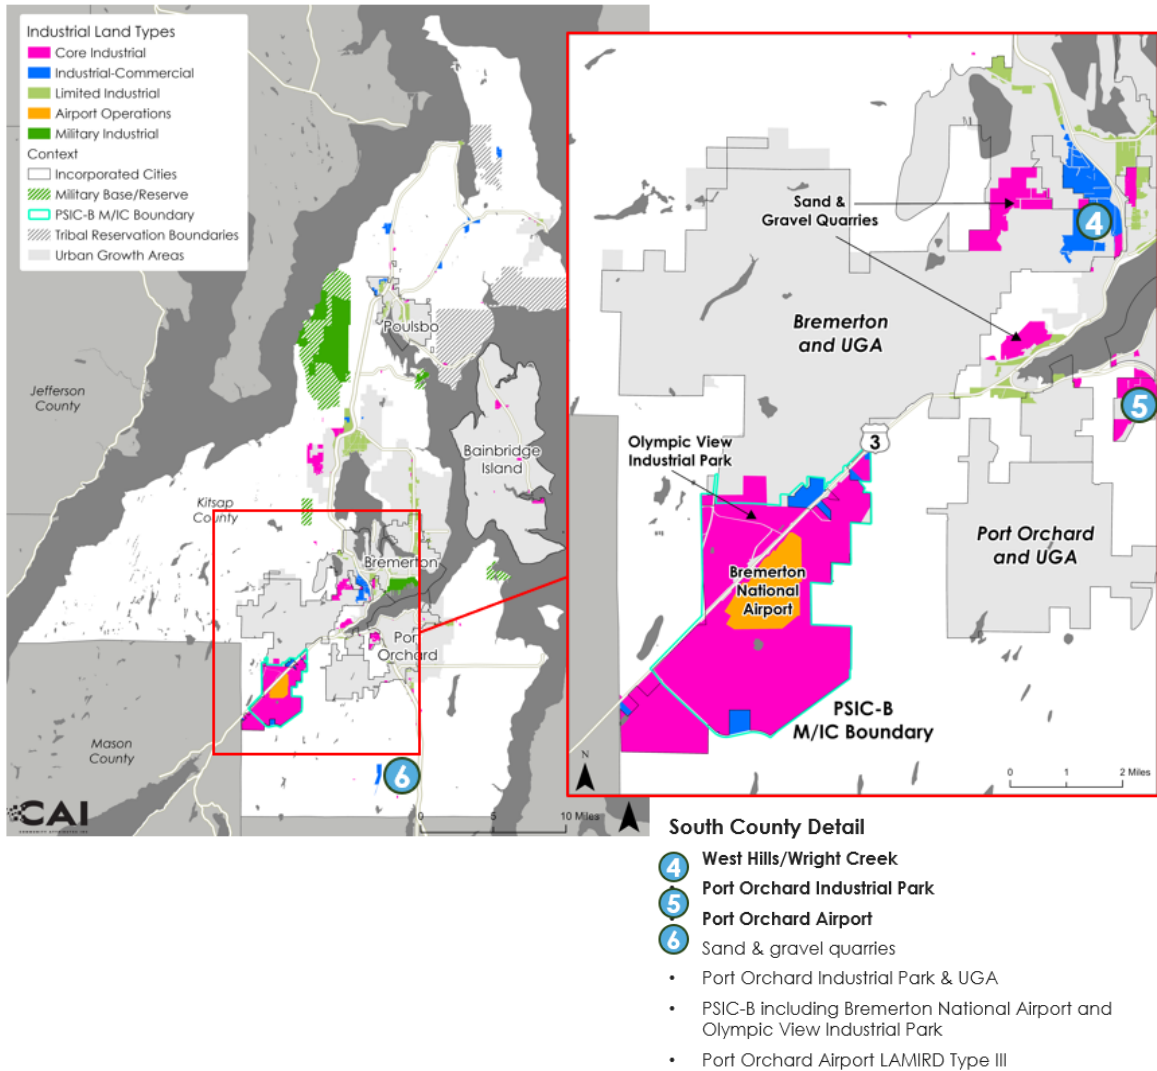 Industrial Land Types
Core Industrial
Industrial-Commercial
Limited Industrial
Airport Operations
Military Industrial
Context
Incorporated Cities
Military Base/Reserve
PSIC-B M/IC Boundary
Tribal Reservation Boundaries
Urban Growth Areas
Poulsbo
Jefferson
County
Bainbridge
Island
Kitsap
County
Bremerton
Port
Orchard
Mason
County
6
CAI
COMMUNITY ATTRIBUTES INC
0 5 10 Miles
Sand &
Gravel Quarries
4
Bremerton
and UGA
5
3
Olympic View
Industrial Park
Port Orchard
and UGA
Bremerton
National
Airport
PSIC-B
M/IC Boundary
N
0 1 2 Miles
South County Detail
4 West Hills/Wright Creek
5 Port Orchard Industrial Park
Port Orchard Airport
6 Sand & gravel quarries
• Port Orchard Industrial Park & UGA
• PSIC-B including Bremerton National Airport and
Olympic View Industrial Park
• Port Orchard Airport LAMIRD Type III